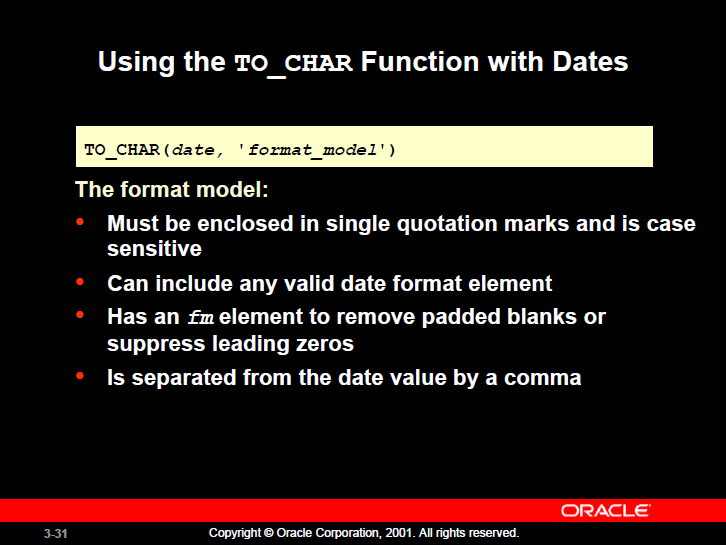 Using the TO_CHAR Function with Dates
TO_CHAR(date, 'format_model')
The format model:
• Must be enclosed in single quotation marks and is case
sensitive
• Can include any valid date format element
• Has an fm element to remove padded blanks or
suppress leading zeros
• Is separated from the date value by a comma
ORACLE®
3-31
Copyright © Oracle Corporation, 2001. All rights reserved.